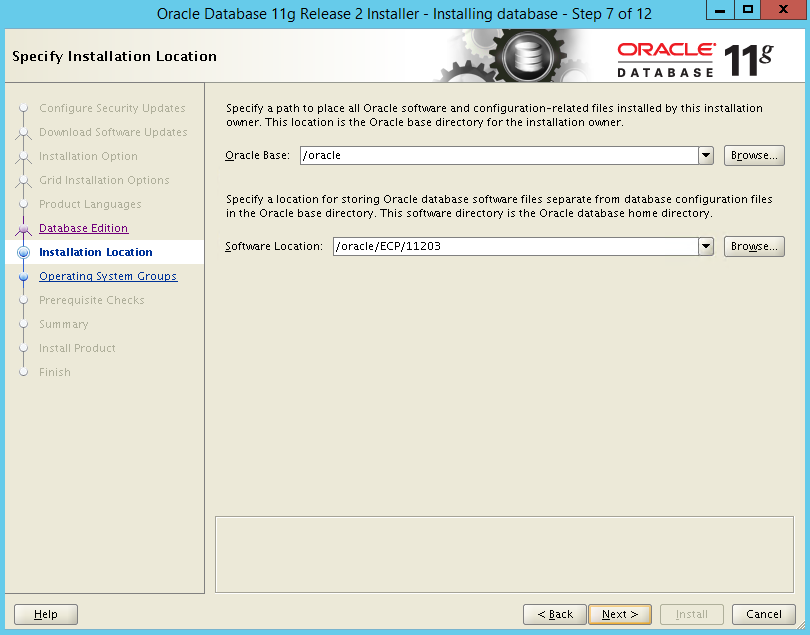 Oracle Database 11g Release 2 Installer - Installing database - Step 7 of 12
Specify Installation Location
ORACLE
DATABASE
11g
Configure Security Updates
Download Software Updates
Installation Option
Grid Installation Options
Product Languages
Database Edition
Installation Location
Operating System Groups
Prerequisite Checks
Summary
Install Product
Finish
Specify a path to place all Oracle software and configuration-related files installed by this installation
owner. This location is the Oracle base directory for the installation owner.
Oracle Base: /oracle Browse...
Specify a location for storing Oracle database software files separate from database configuration files
in the Oracle base directory. This software directory is the Oracle database home directory.
Software Location: /oracle/ECP/11203 Browse...
Help < Back Next > Install Cancel